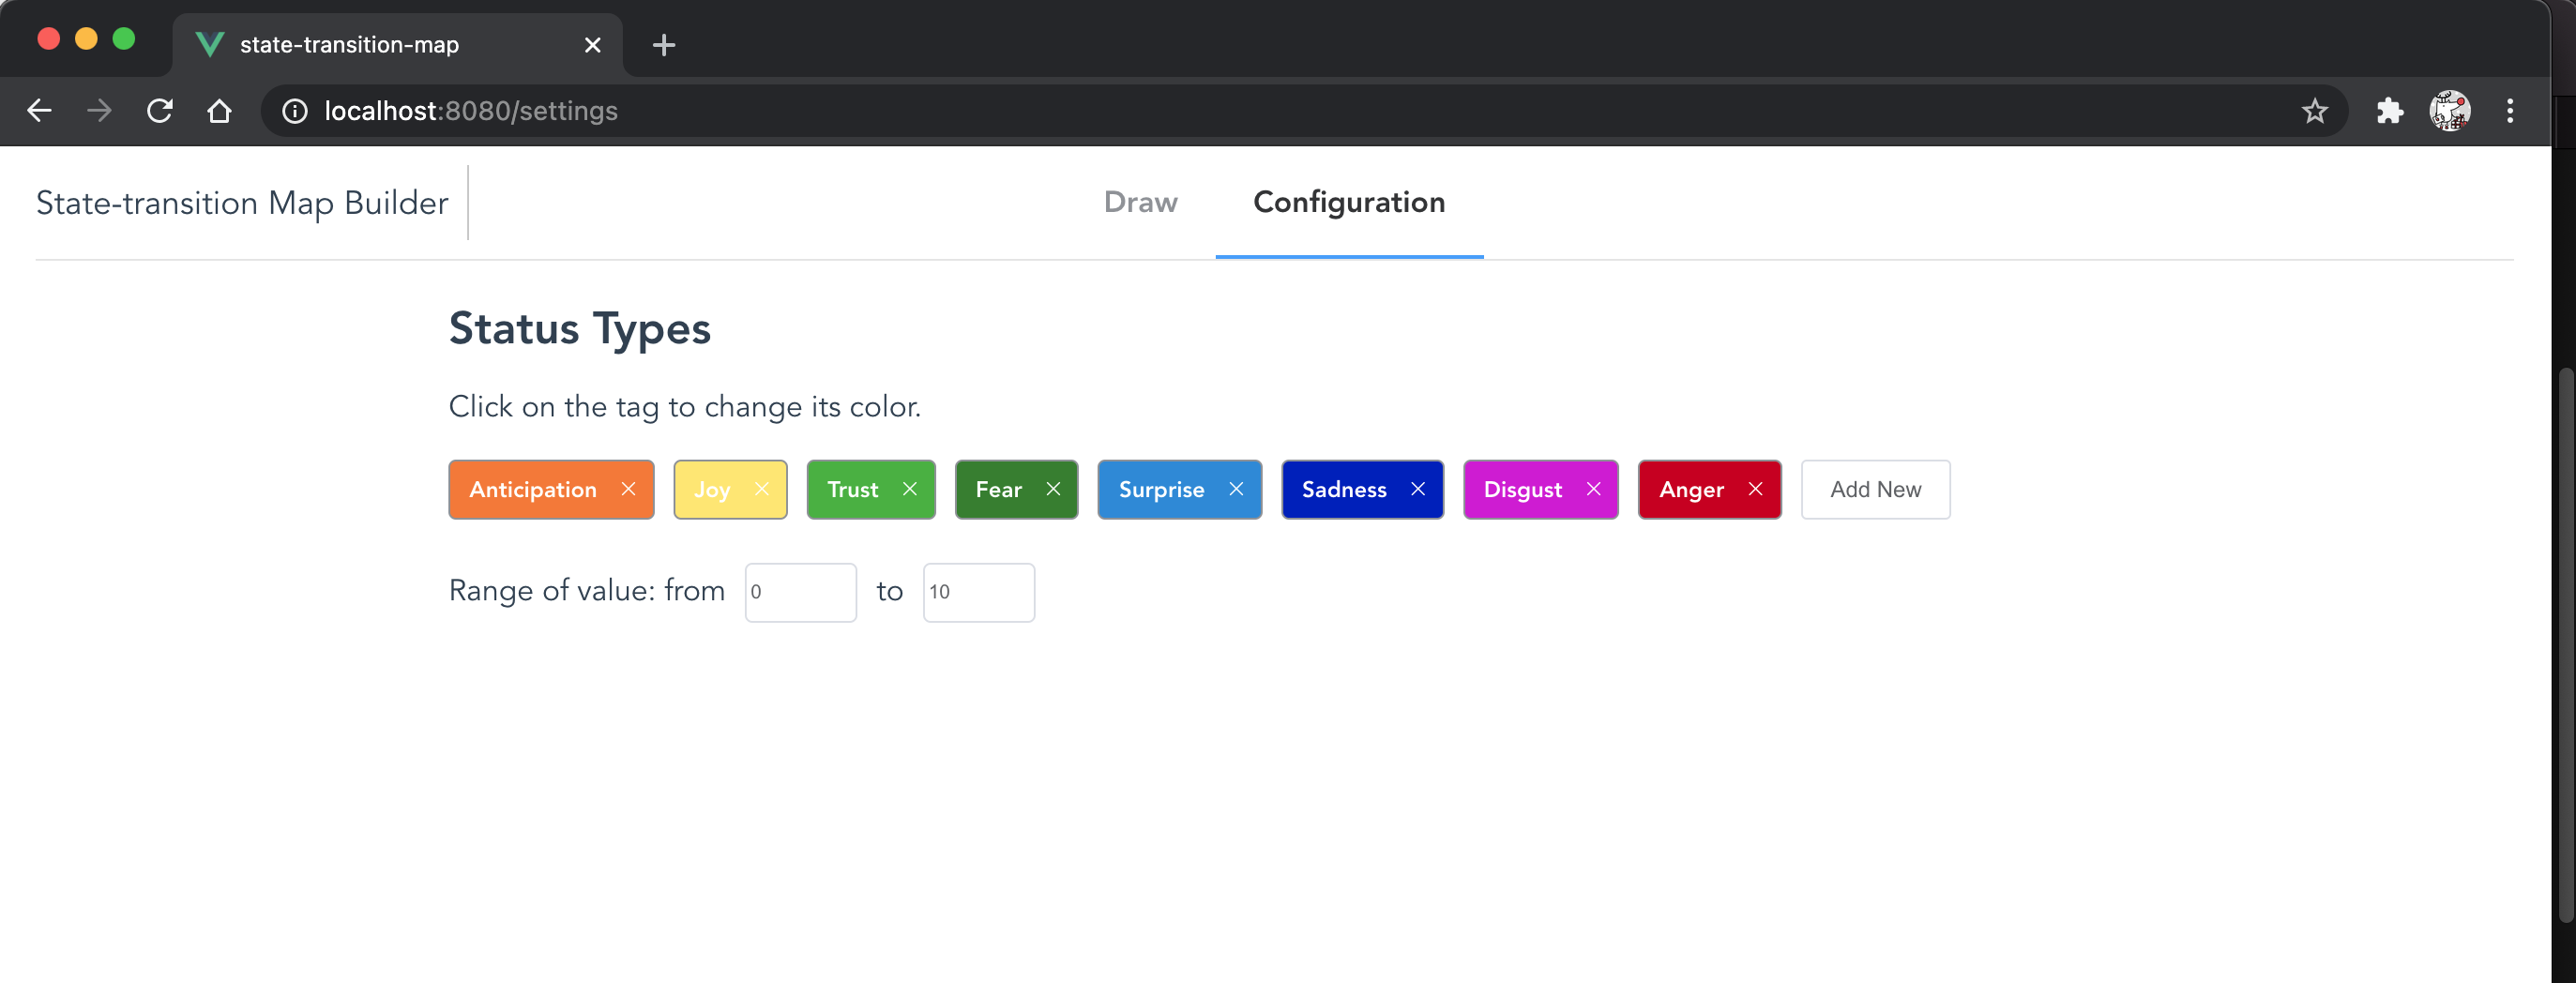 state-transition-map
localhost:8080/settings
State-transition Map Builder
Draw
Configuration
Status Types
Click on the tag to change its color.
Anticipation
Joy
Trust
Fear
Surprise
Sadness
Disgust
Anger
Add New
Range of value: from 0 to 10